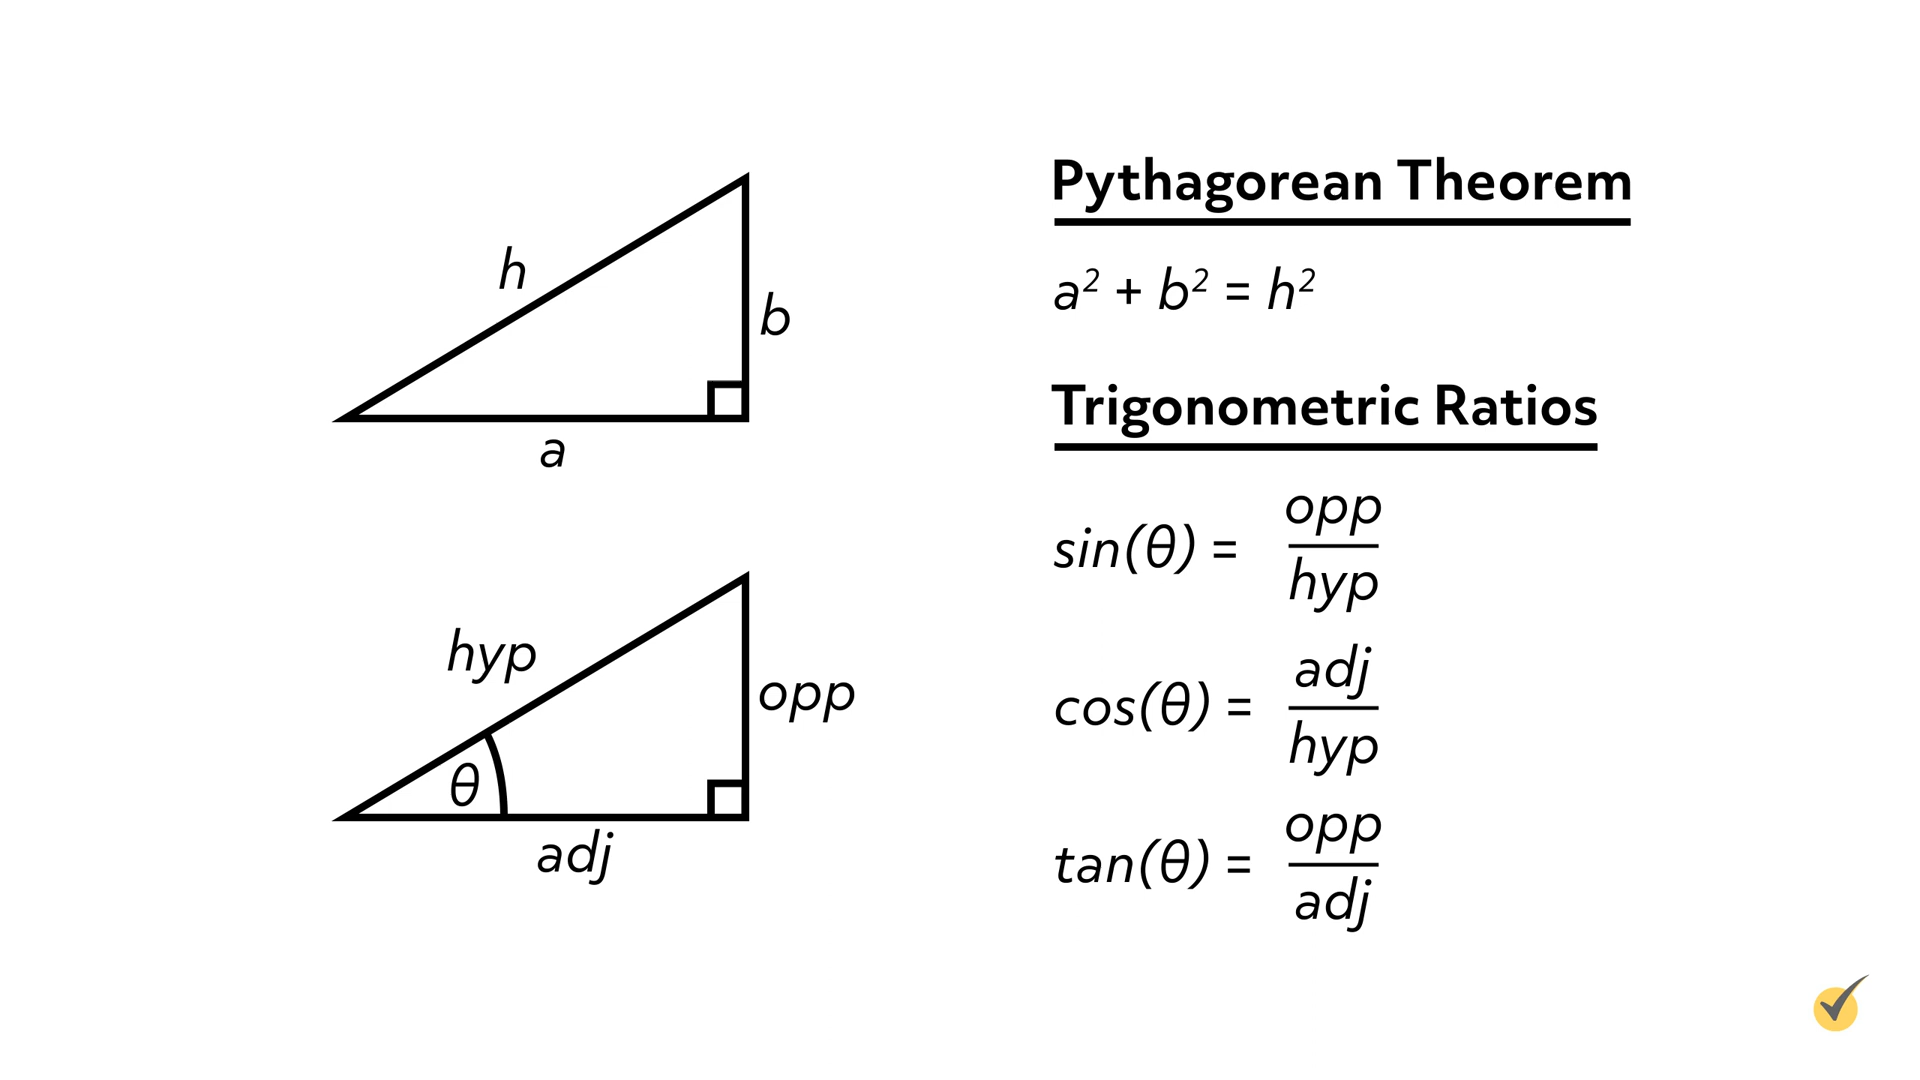 h
b
a
hyp
opp
θ
adj
Pythagorean Theorem
a² + b² = h²
Trigonometric Ratios
sin(θ) = opp/hyp
cos(θ) = adj/hyp
tan(θ) = opp/adj